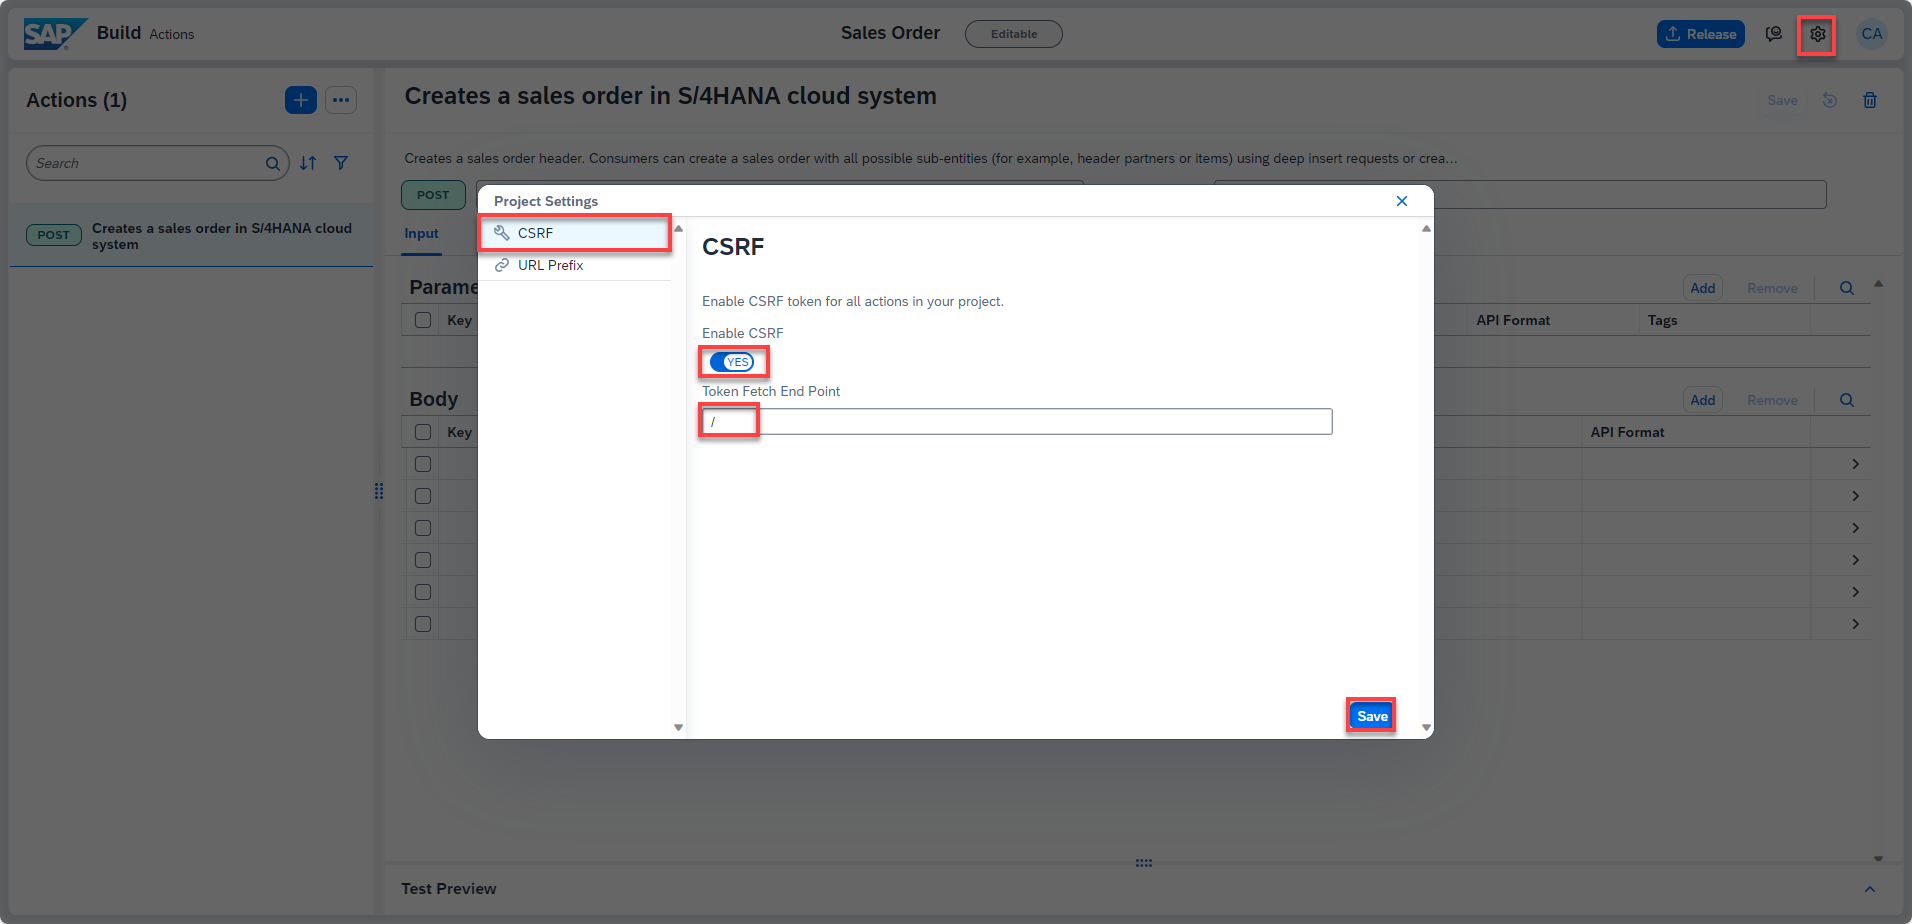 SAP Build Actions
Sales Order
Editable
Release
CA
Actions (1)
Search
POST
Creates a sales order in S/4HANA cloud
system
Creates a sales order in S/4HANA cloud system
Save
Creates a sales order header. Consumers can create a sales order with all possible sub-entities (for example, header partners or items) using deep insert requests or crea...
POST
Input
Parame
Add
Remove
Key
API Format
Tags
Body
Add
Remove
Key
API Format
Project Settings
CSRF
URL Prefix
CSRF
Enable CSRF token for all actions in your project.
Enable CSRF
YES
Token Fetch End Point
/
Save
Test Preview